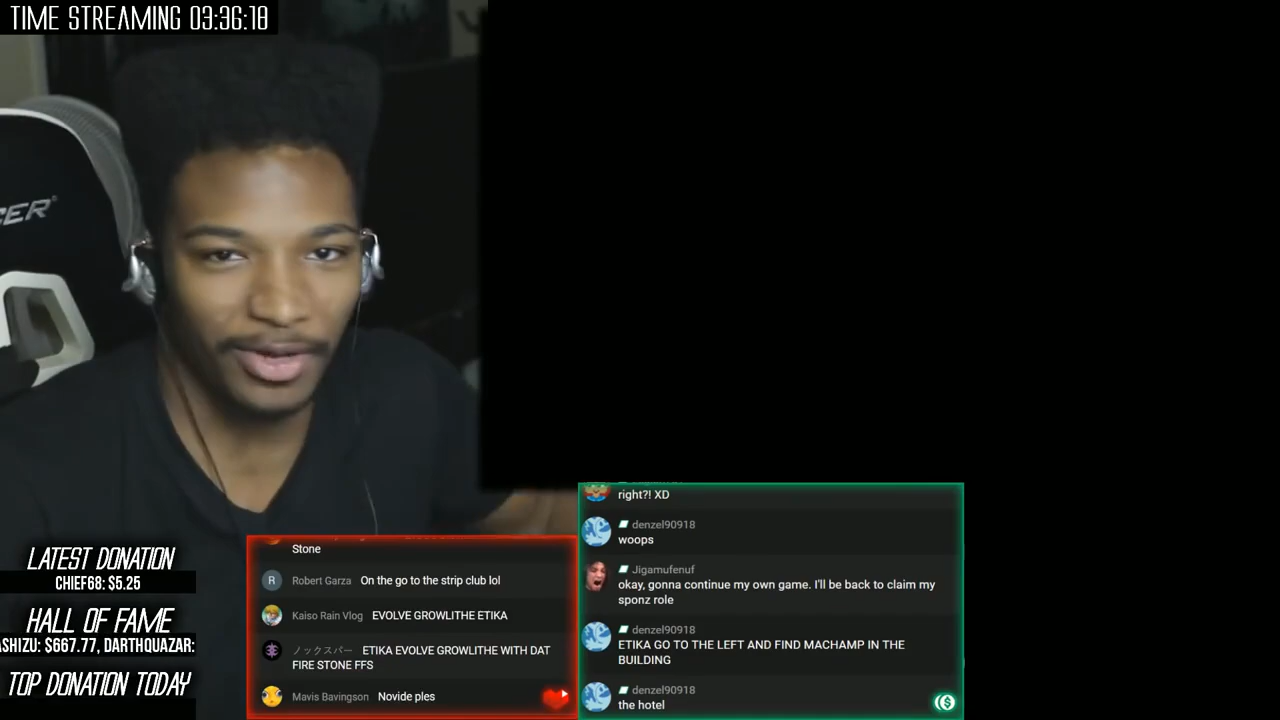 TIME STREAMING 03:36:18
LATEST DONATION
CHIEF68: $5.25
HALL OF FAME
ASHIZU: $667.77, DARTHQUAZAR:
TOP DONATION TODAY
Stone
Robert Garza On the go to the strip club lol
Kaiso Rain Vlog EVOLVE GROWLITHE ETIKA
ノックスバー ETIKA EVOLVE GROWLITHE WITH DAT
FIRE STONE FFS
Mavis Bavingson Novide ples
right?! XD
denzel90918
woops
Jigamufenuf
okay, gonna continue my own game. I'll be back to claim my
sponz role
denzel90918
ETIKA GO TO THE LEFT AND FIND MACHAMP IN THE
BUILDING
denzel90918
the hotel